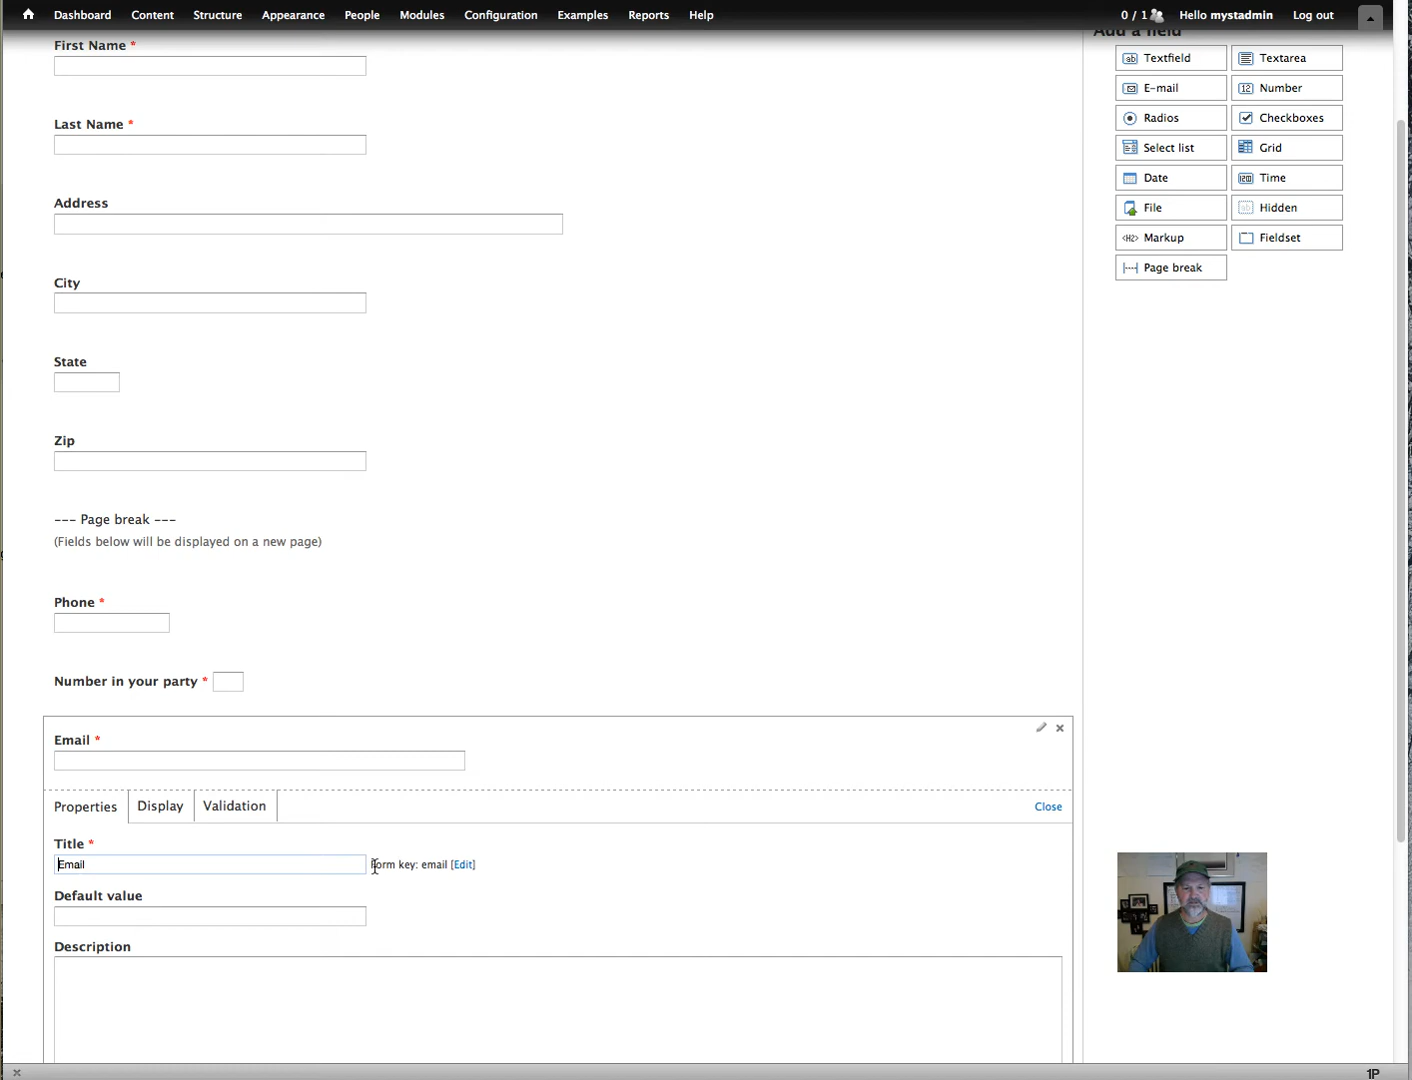 Dashboard Content Structure Appearance People Modules Configuration Examples Reports Help 0 / 1 Hello mystadmin Log out
Add a field
First Name *
Last Name *
Address
City
State
Zip
--- Page break ---
(Fields below will be displayed on a new page)
Phone *
Number in your party *
Email *
Properties Display Validation Close
Title *
Email Form key: email [Edit]
Default value
Description
Textfield Textarea
E-mail Number
Radios Checkboxes
Select list Grid
Date Time
File Hidden
Markup Fieldset
Page break
1P